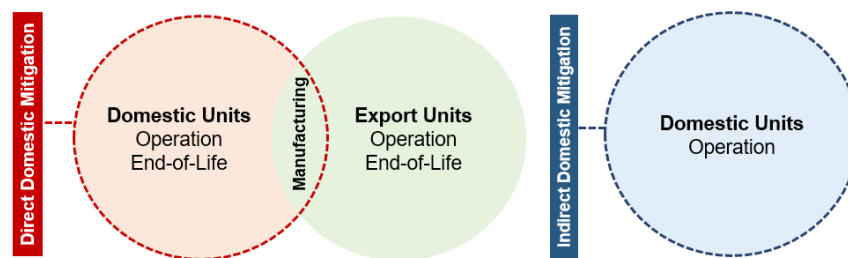 Direct Domestic Mitigation
Domestic Units
Operation
End-of-Life
Manufacturing
Export Units
Operation
End-of-Life
Indirect Domestic Mitigation
Domestic Units
Operation